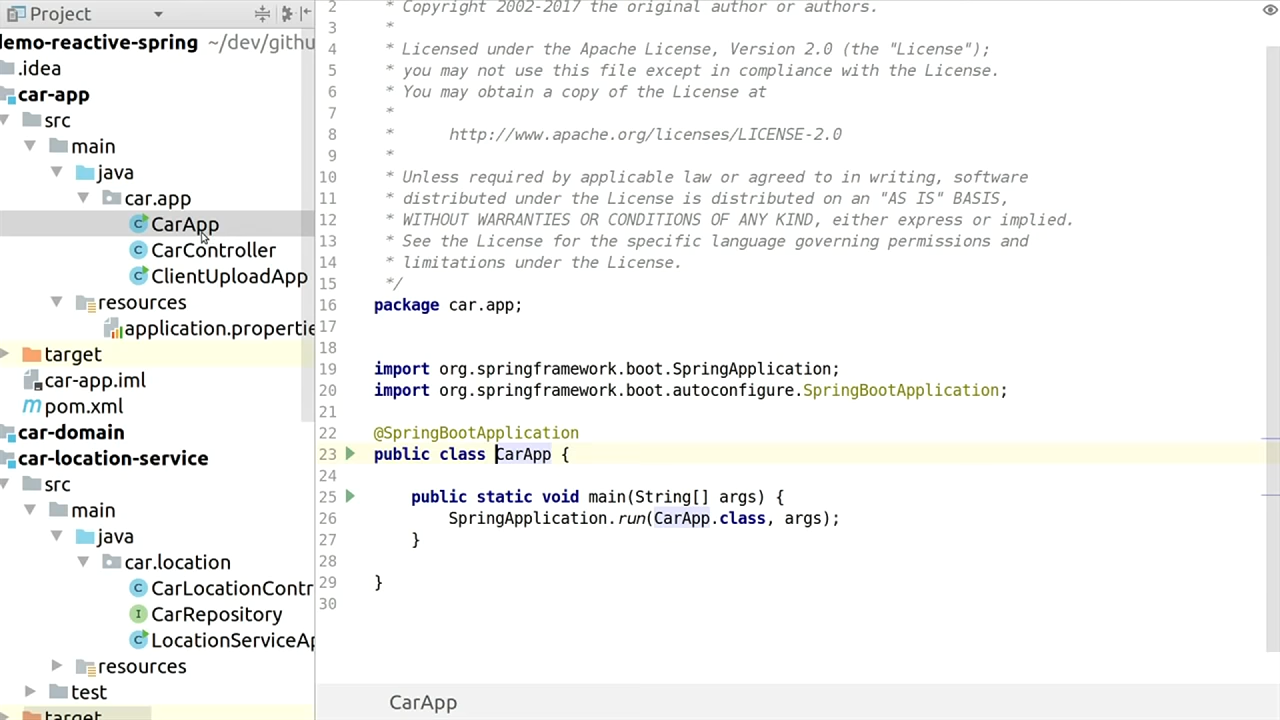 Project
demo-reactive-spring ~/dev/githu
.idea
car-app
src
main
java
car.app
CarApp
CarController
ClientUploadApp
resources
application.propertie
target
car-app.iml
pom.xml
car-domain
car-location-service
src
main
java
car.location
CarLocationContr
CarRepository
LocationServiceAp
resources
test
target
2 * Copyright 2002-2017 the original author or authors.
3 *
4 * Licensed under the Apache License, Version 2.0 (the "License");
5 * you may not use this file except in compliance with the License.
6 * You may obtain a copy of the License at
7 *
8 * http://www.apache.org/licenses/LICENSE-2.0
9 *
10 * Unless required by applicable law or agreed to in writing, software
11 * distributed under the License is distributed on an "AS IS" BASIS,
12 * WITHOUT WARRANTIES OR CONDITIONS OF ANY KIND, either express or implied.
13 * See the License for the specific language governing permissions and
14 * limitations under the License.
15 */
16 package car.app;
17
18
19 import org.springframework.boot.SpringApplication;
20 import org.springframework.boot.autoconfigure.SpringBootApplication;
21
22 @SpringBootApplication
23 public class CarApp {
24
25 public static void main(String[] args) {
26 SpringApplication.run(CarApp.class, args);
27 }
28
29 }
30
CarApp